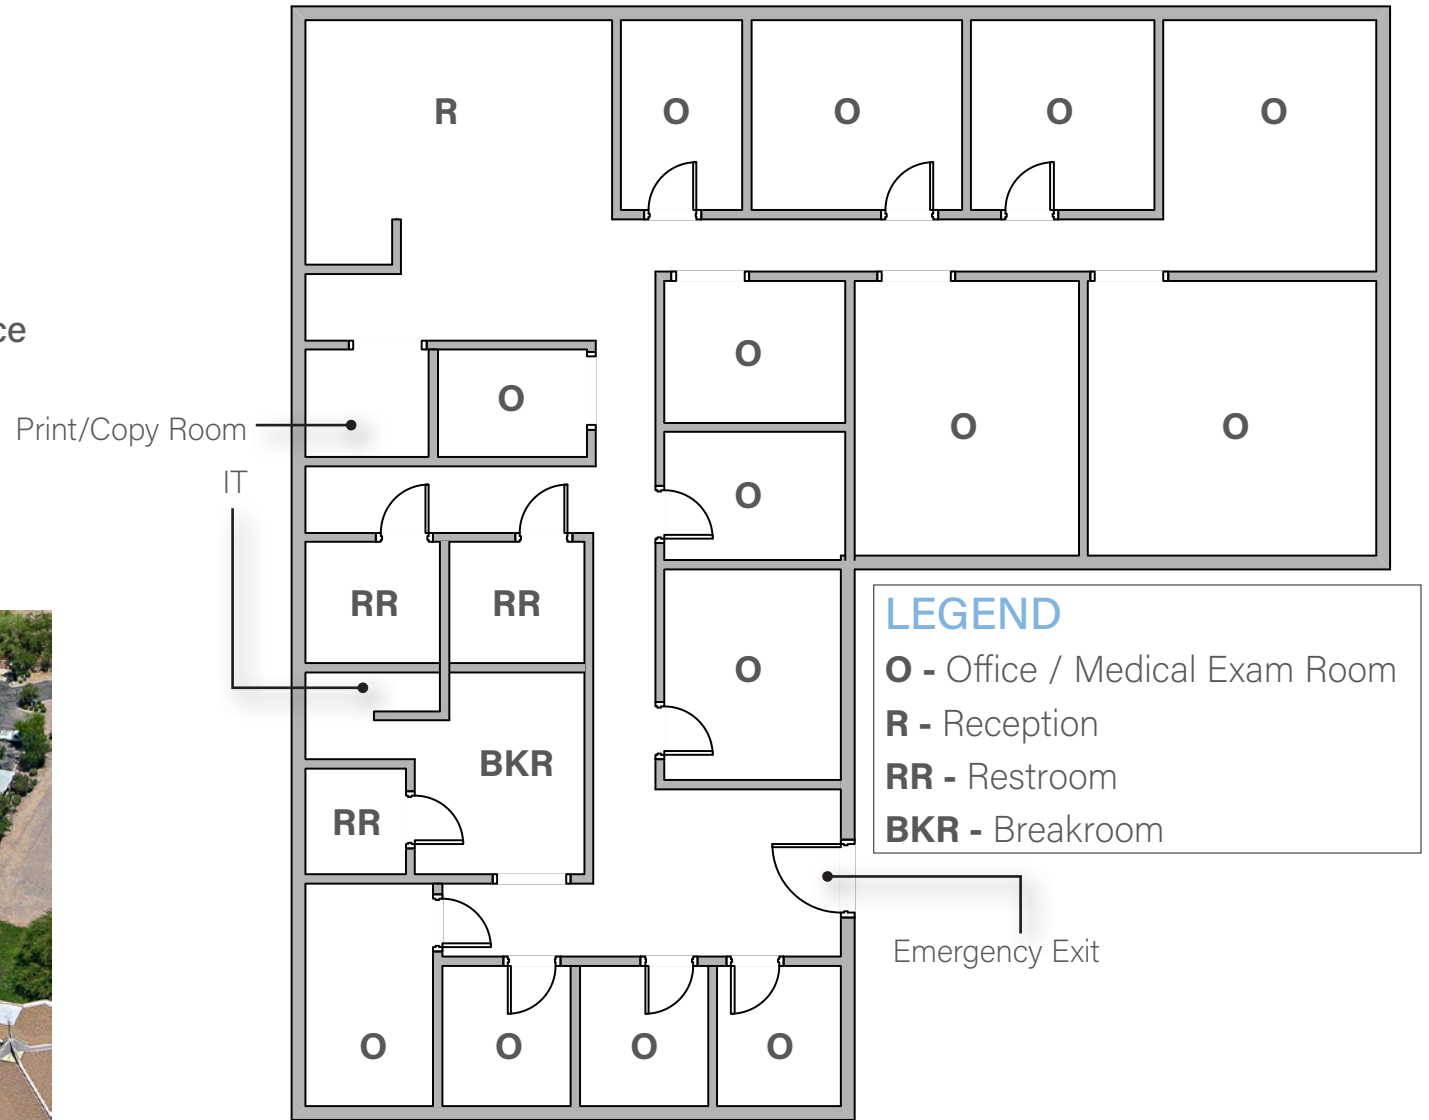 R
O
O
O
O
ce
O
O
Print/Copy Room
O
O
IT
O
RR
RR
LEGEND
O - Office / Medical Exam Room
O
R - Reception
BKR
RR - Restroom
RR
BKR - Breakroom
Emergency Exit
O
O
O
O